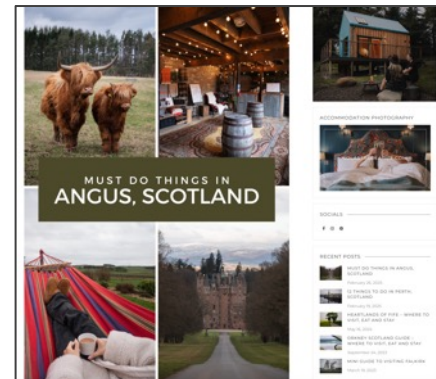 MUST DO THINGS IN
ANGUS, SCOTLAND
ACCOMMODATION PHOTOGRAPHY
SOCIALS
RECENT POSTS
MUST DO THINGS IN ANGUS,
SCOTLAND
12 THINGS TO DO IN PERTH,
SCOTLAND
HEARTLANDS OF FIFE - WHERE TO
VISIT, EAT AND STAY
ORKNEY SCOTLAND GUIDE -
WHERE TO VISIT, EAT AND STAY
MINI GUIDE TO VISITING FALKIRK